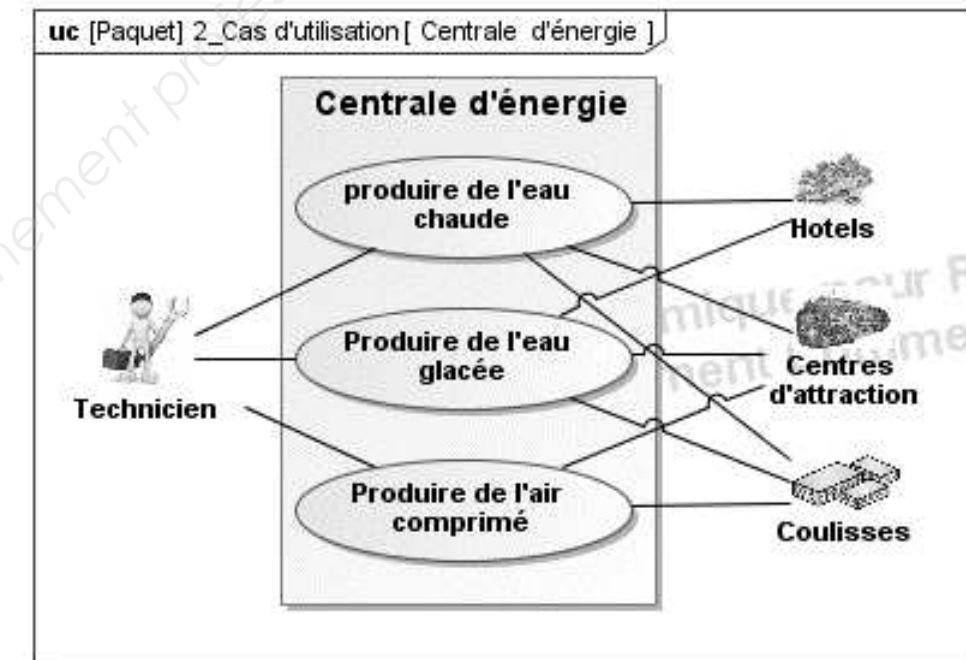 uc [Paquet] 2_Cas d'utilisation [ Centrale d'énergie ]
Centrale d'énergie
produire de l'eau
chaude
Hotels
Produire de l'eau
glacée
Centres
d'attraction
Technicien
Produire de l'air
comprimé
Coulisses